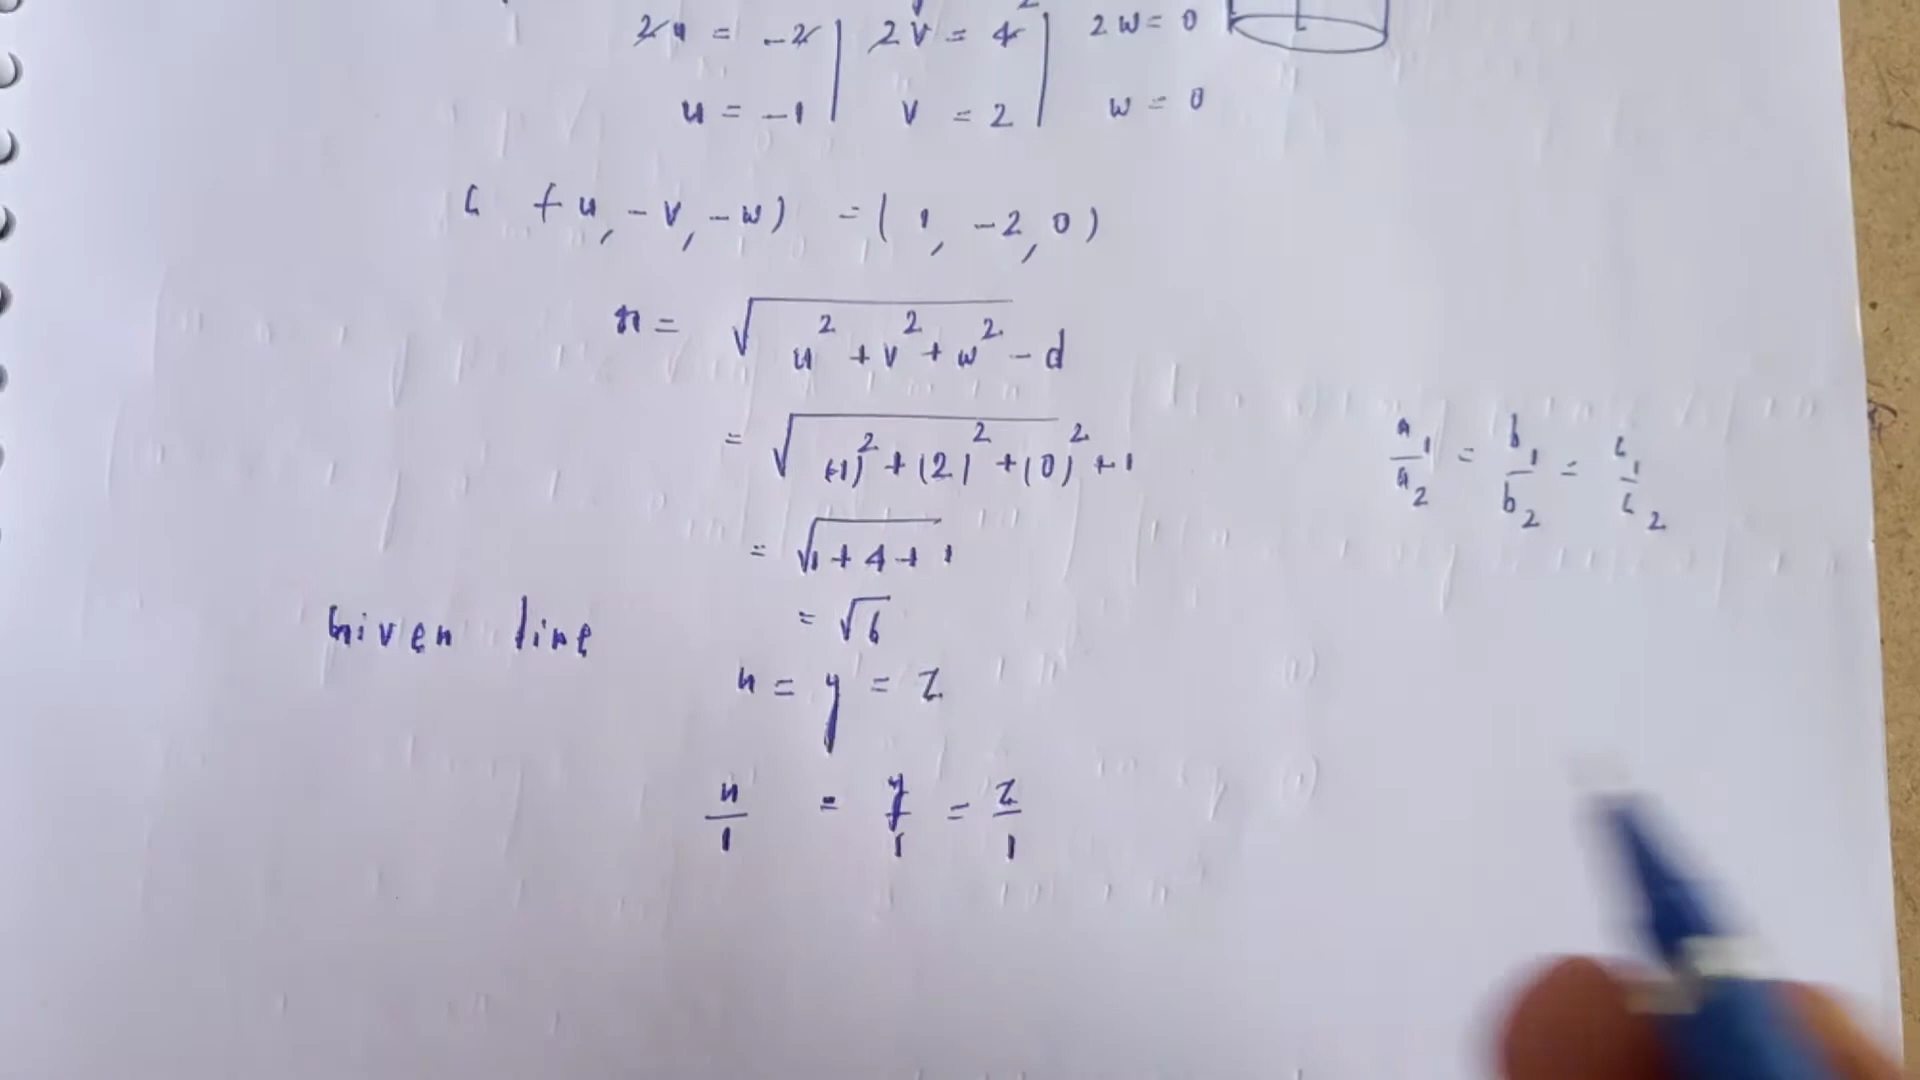 2u = -2 | 2v = 4 | 2w = 0
u = -1 | v = 2 | w = 0
C (-u, -v, -w) = (1, -2, 0)
r = √u² + v² + w² - d
= √(-1)² + (2)² + (0)² + 1
a₁/a₂ = b₁/b₂ = c₁/c₂
= √1 + 4 + 1
= √6
Given line
x = y = z
x/1 = y/1 = z/1